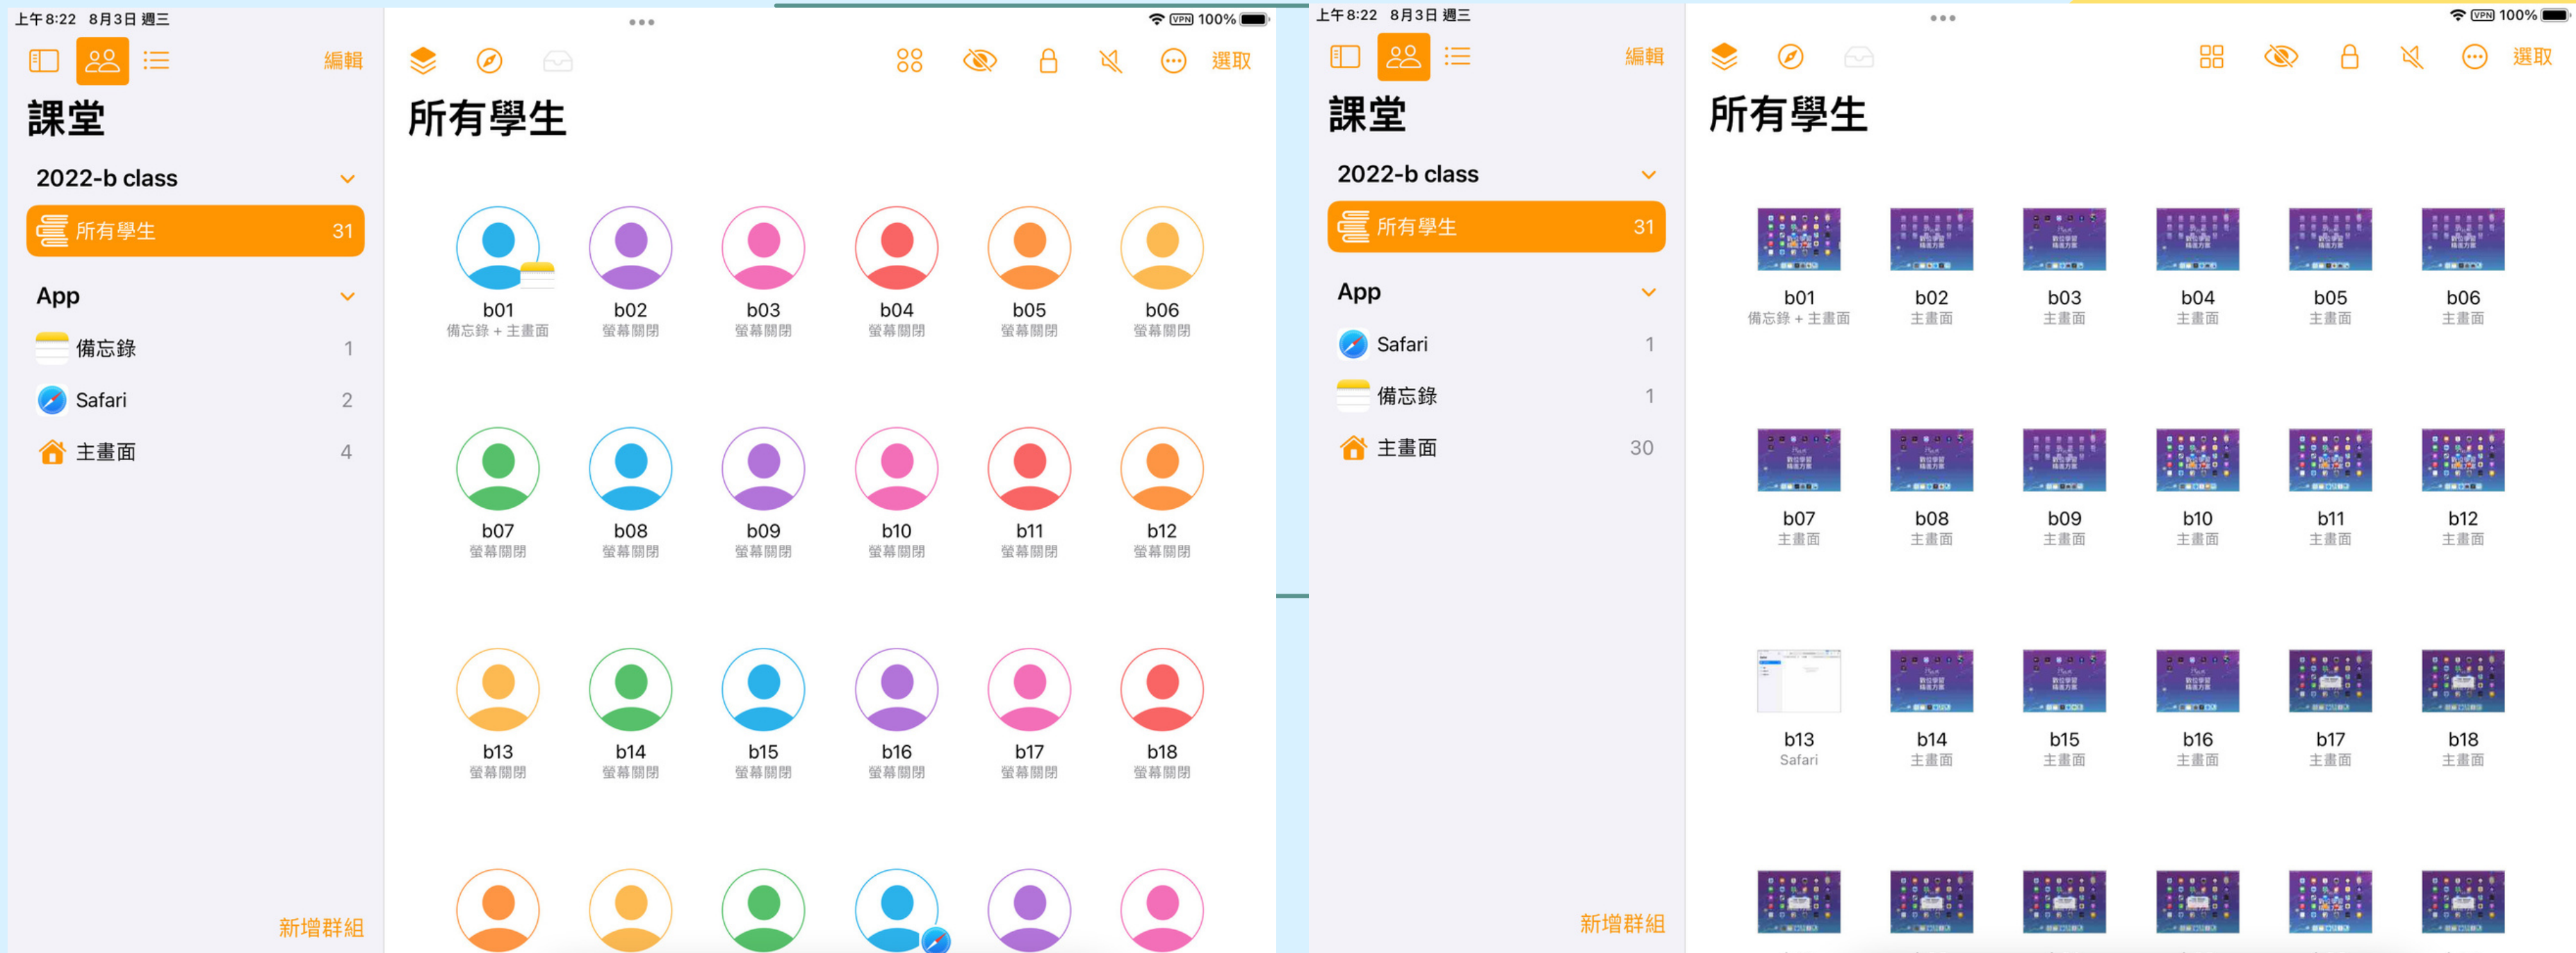 上午8:22 8月3日 週三
VPN 100%
編輯
選取
課堂
所有學生
2022-b class
所有學生 31
App
備忘錄 1
Safari 2
主畫面 4
新增群組
b01 b02 b03 b04 b05 b06
備忘錄 + 主畫面 螢幕關閉 螢幕關閉 螢幕關閉 螢幕關閉 螢幕關閉
b07 b08 b09 b10 b11 b12
螢幕關閉 螢幕關閉 螢幕關閉 螢幕關閉 螢幕關閉 螢幕關閉
b13 b14 b15 b16 b17 b18
螢幕關閉 螢幕關閉 螢幕關閉 螢幕關閉 螢幕關閉 螢幕關閉
上午8:22 8月3日 週三
VPN 100%
編輯
選取
課堂
所有學生
2022-b class
所有學生 31
App
Safari 1
備忘錄 1
主畫面 30
新增群組
b01 b02 b03 b04 b05 b06
備忘錄 + 主畫面 主畫面 主畫面 主畫面 主畫面 主畫面
b07 b08 b09 b10 b11 b12
主畫面 主畫面 主畫面 主畫面 主畫面 主畫面
b13 b14 b15 b16 b17 b18
Safari 主畫面 主畫面 主畫面 主畫面 主畫面